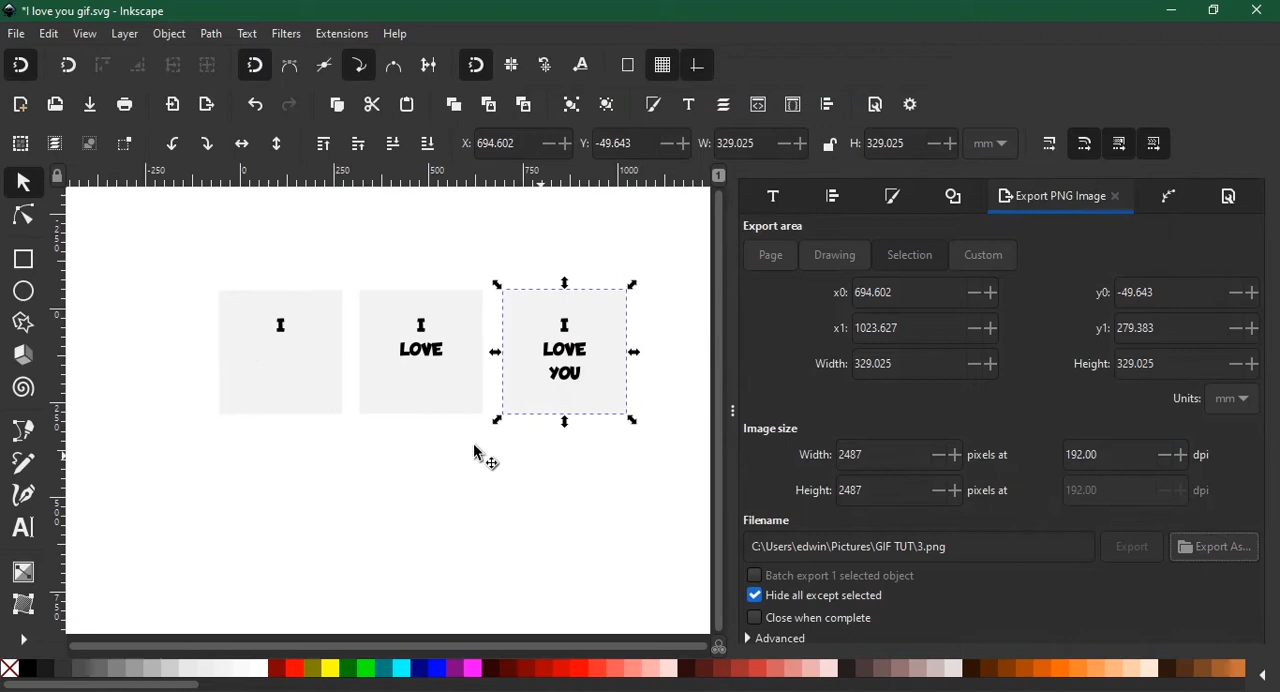 *I love you gif.svg - Inkscape
File Edit View Layer Object Path Text Filters Extensions Help
X: 694.602 Y: -49.643 W: 329.025 H: 329.025 mm
-250 0 250 500 750 1000 1
Export PNG Image
Export area
Page Drawing Selection Custom
x0: 694.602 y0: -49.643
x1: 1023.627 y1: 279.383
Width: 329.025 Height: 329.025
Units: mm
Image size
Width: 2487 pixels at 192.00 dpi
Height: 2487 pixels at 192.00 dpi
Filename
C:\Users\edwin\Pictures\GIF TUT\3.png Export Export As...
Batch export 1 selected object
Hide all except selected
Close when complete
Advanced
I
I
LOVE
I
LOVE
YOU